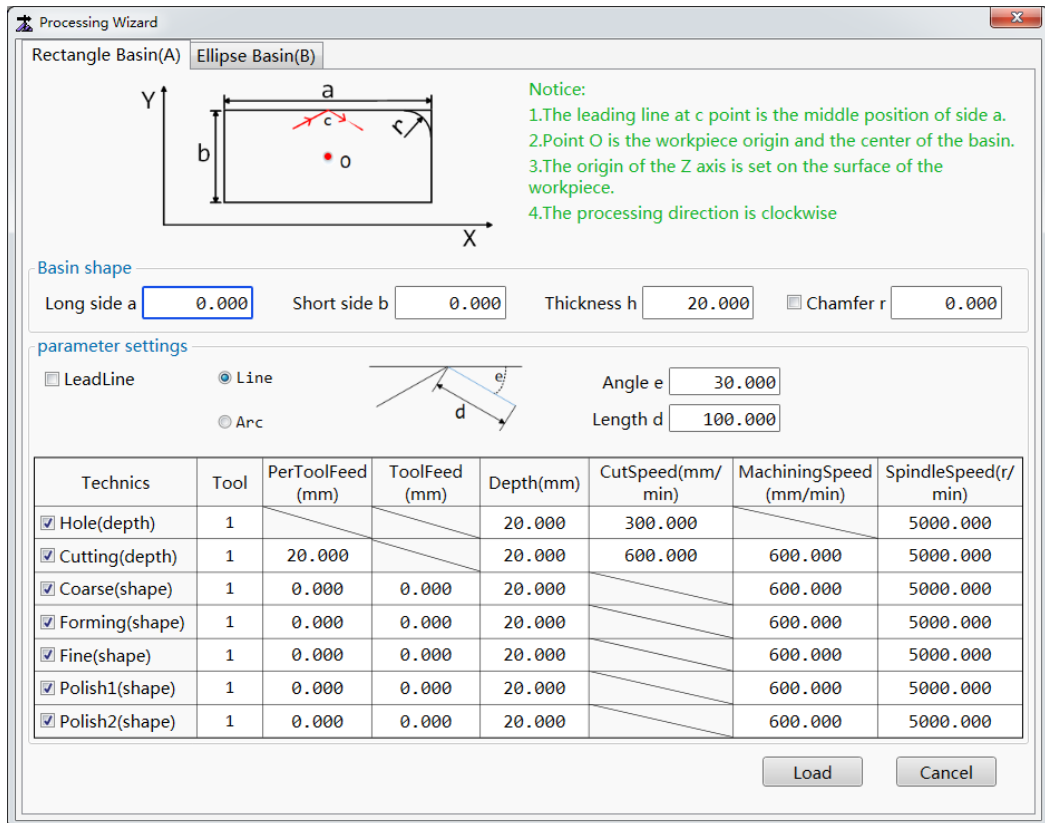 Processing Wizard
x
Rectangle Basin(A) Ellipse Basin(B)
Y
a
c
r
b
o
X
Notice:
1.The leading line at c point is the middle position of side a.
2.Point O is the workpiece origin and the center of the basin.
3.The origin of the Z axis is set on the surface of the
workpiece.
4.The processing direction is clockwise
Basin shape
Long side a 0.000 Short side b 0.000 Thickness h 20.000 Chamfer r 0.000
parameter settings
LeadLine
Line
Arc
e
d
Angle e 30.000
Length d 100.000
Technics Tool PerToolFeed (mm) ToolFeed (mm) Depth(mm) CutSpeed(mm/min) MachiningSpeed (mm/min) SpindleSpeed(r/min)
Hole(depth) 1 20.000 300.000 5000.000
Cutting(depth) 1 20.000 20.000 600.000 600.000 5000.000
Coarse(shape) 1 0.000 0.000 20.000 600.000 5000.000
Forming(shape) 1 0.000 0.000 20.000 600.000 5000.000
Fine(shape) 1 0.000 0.000 20.000 600.000 5000.000
Polish1(shape) 1 0.000 0.000 20.000 600.000 5000.000
Polish2(shape) 1 0.000 0.000 20.000 600.000 5000.000
Load Cancel